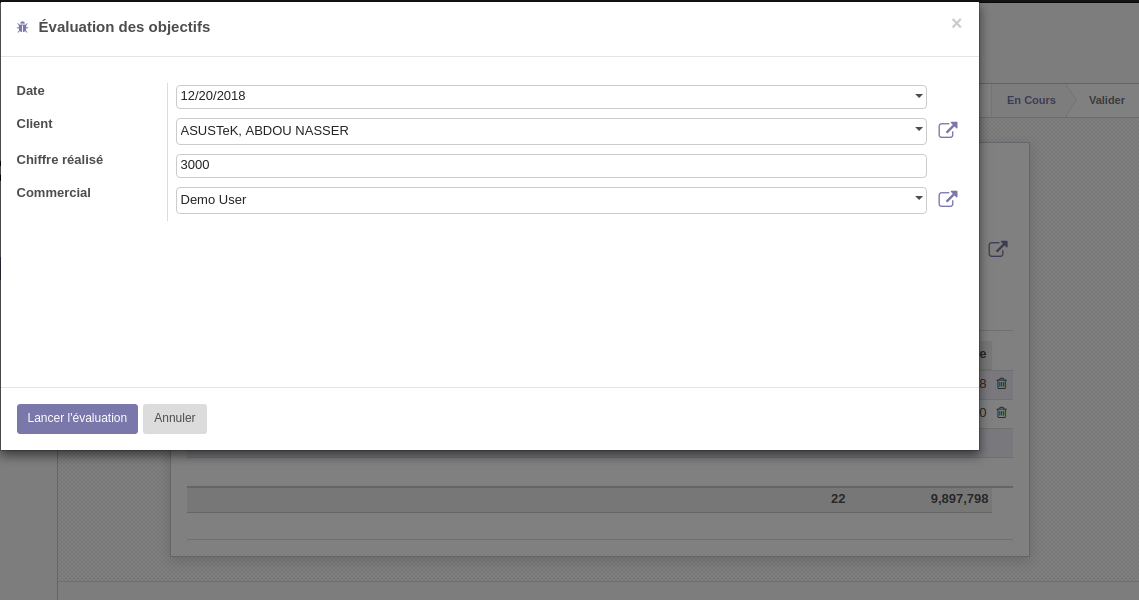 Évaluation des objectifs
×
Date
12/20/2018
Client
ASUSTeK, ABDOU NASSER
Chiffre réalisé
3000
Commercial
Demo User
Lancer l'évaluation
Annuler
En Cours
Valider
e
8
0
22
9,897,798